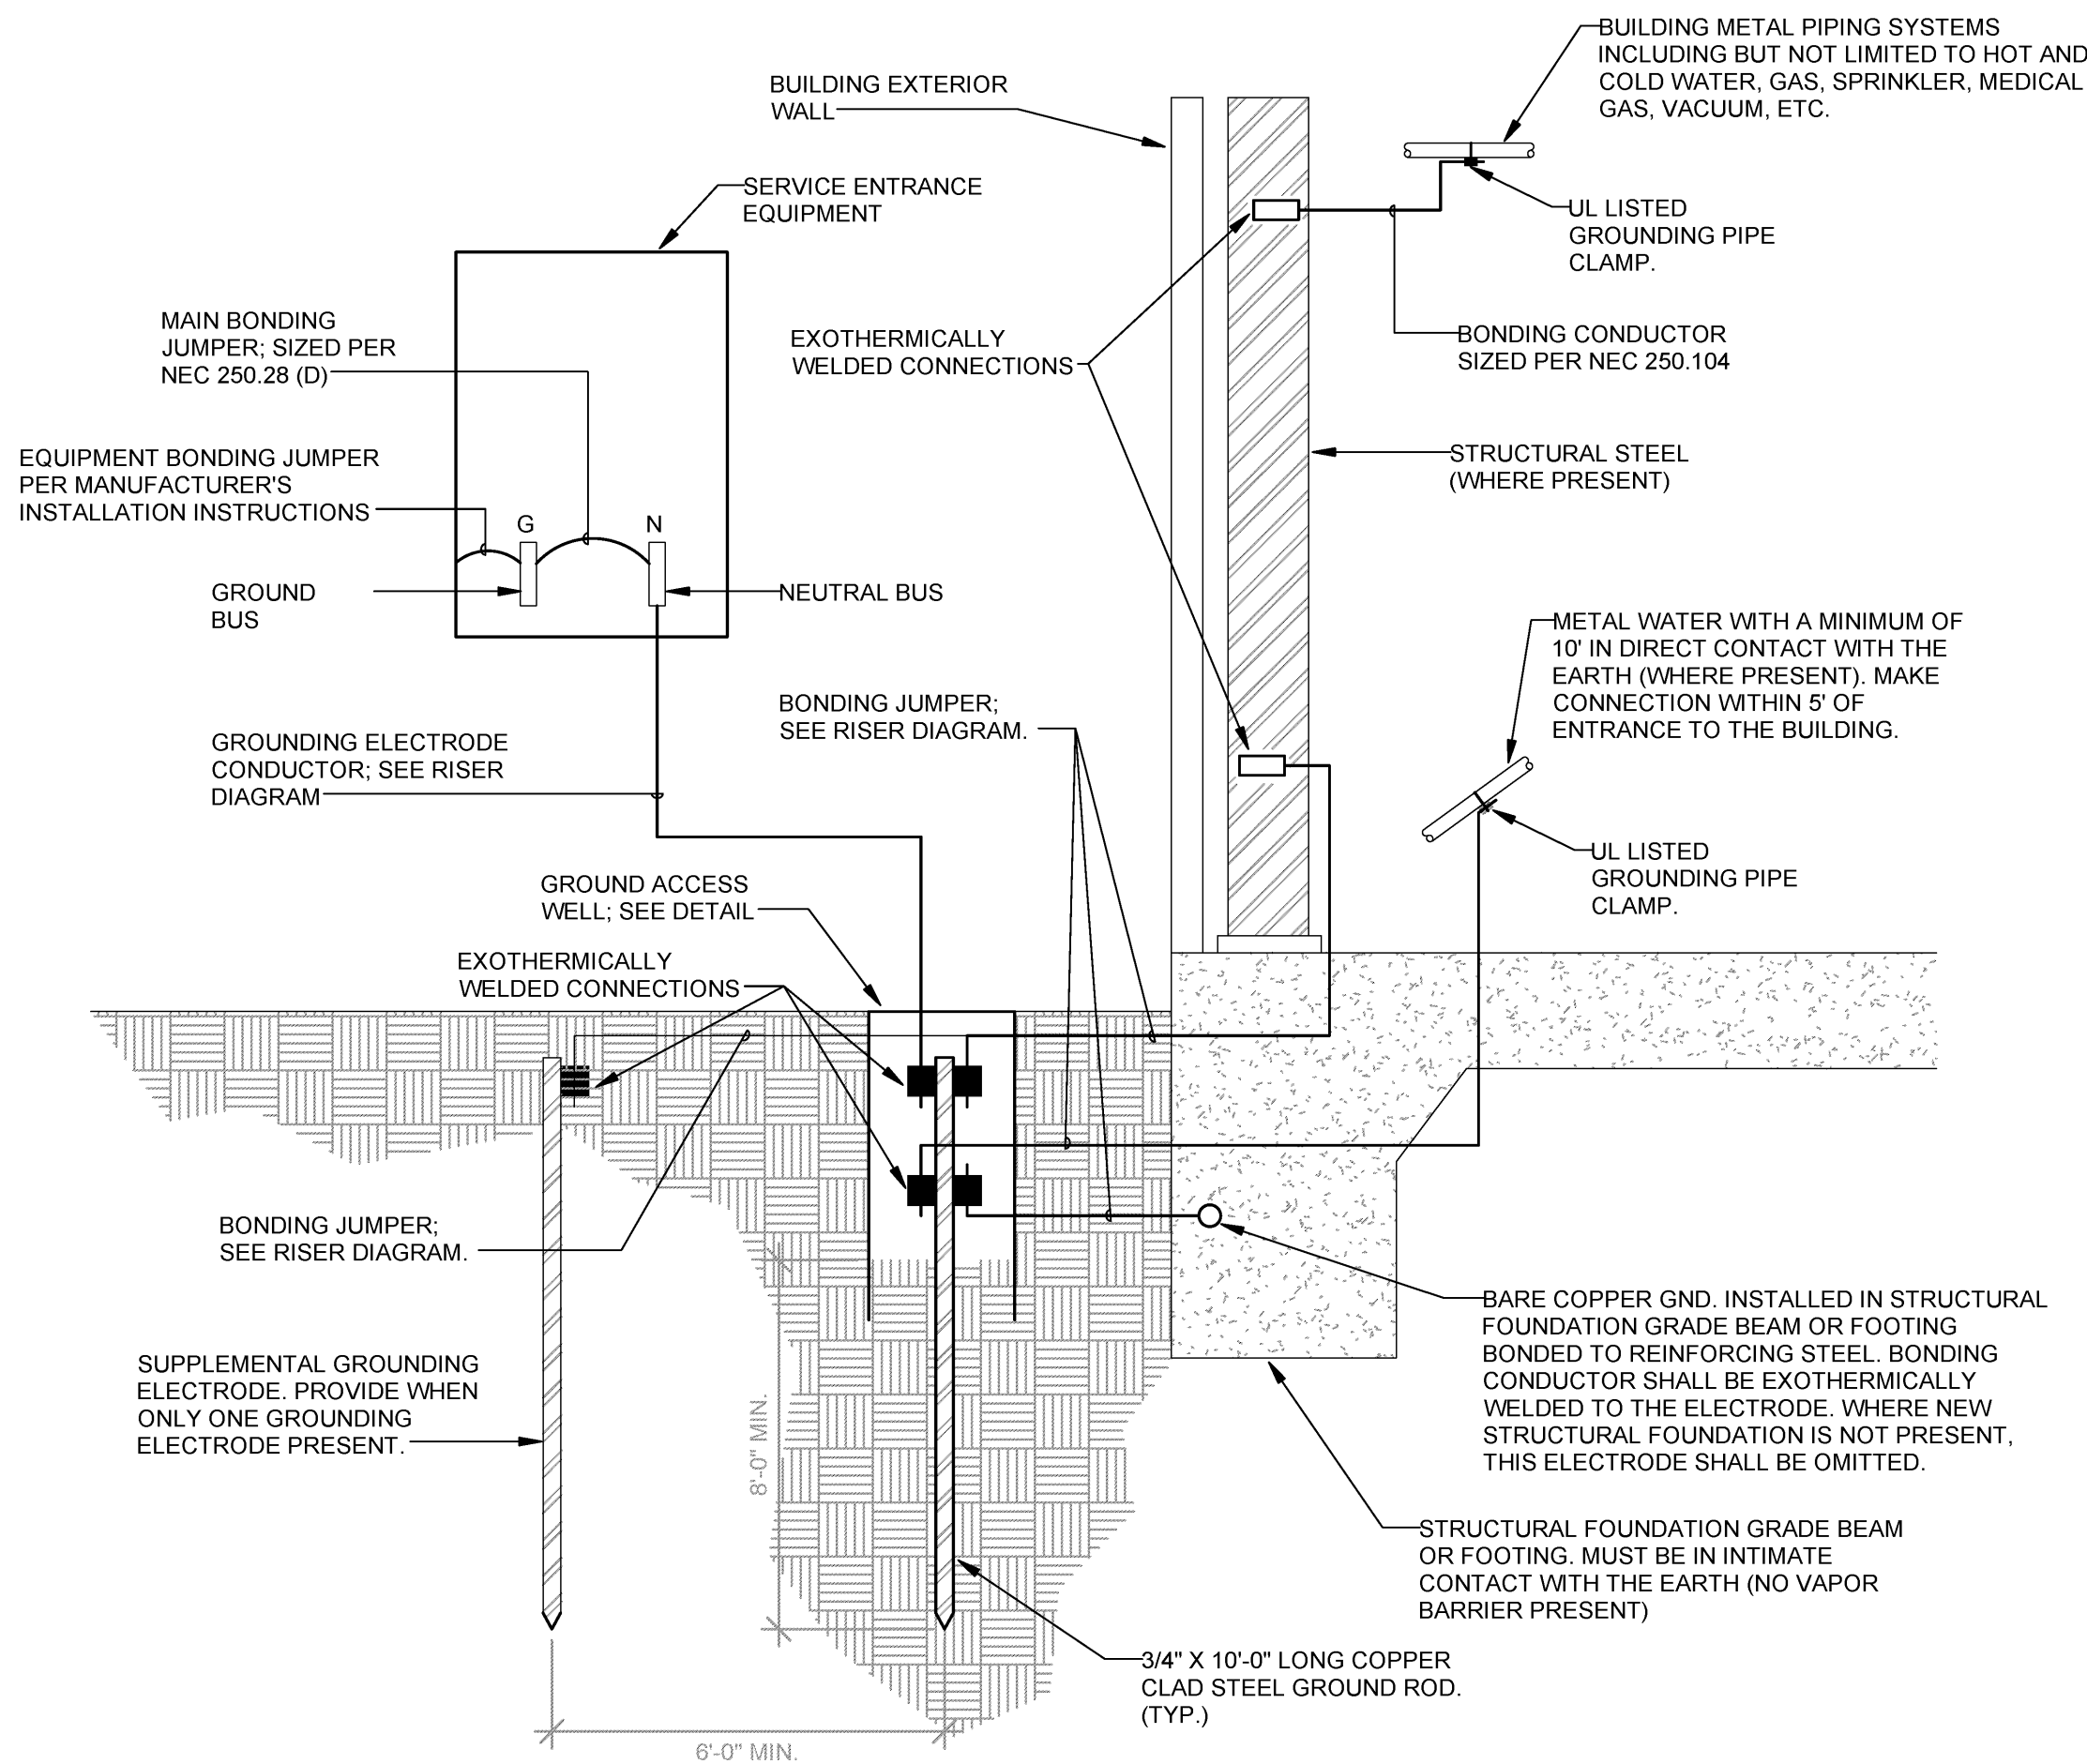 BUILDING METAL PIPING SYSTEMS
INCLUDING BUT NOT LIMITED TO HOT AND
COLD WATER, GAS, SPRINKLER, MEDICAL
GAS, VACUUM, ETC.
BUILDING EXTERIOR
WALL
SERVICE ENTRANCE
EQUIPMENT
UL LISTED
GROUNDING PIPE
CLAMP.
MAIN BONDING
JUMPER; SIZED PER
NEC 250.28 (D)
EXOTHERMICALLY
WELDED CONNECTIONS
BONDING CONDUCTOR
SIZED PER NEC 250.104
EQUIPMENT BONDING JUMPER
PER MANUFACTURER'S
INSTALLATION INSTRUCTIONS
STRUCTURAL STEEL
(WHERE PRESENT)
G
N
GROUND
BUS
NEUTRAL BUS
METAL WATER WITH A MINIMUM OF
10' IN DIRECT CONTACT WITH THE
EARTH (WHERE PRESENT). MAKE
CONNECTION WITHIN 5' OF
ENTRANCE TO THE BUILDING.
BONDING JUMPER;
SEE RISER DIAGRAM.
GROUNDING ELECTRODE
CONDUCTOR; SEE RISER
DIAGRAM
UL LISTED
GROUNDING PIPE
CLAMP.
GROUND ACCESS
WELL; SEE DETAIL
EXOTHERMICALLY
WELDED CONNECTIONS
BONDING JUMPER;
SEE RISER DIAGRAM.
BARE COPPER GND. INSTALLED IN STRUCTURAL
FOUNDATION GRADE BEAM OR FOOTING
BONDED TO REINFORCING STEEL. BONDING
CONDUCTOR SHALL BE EXOTHERMICALLY
WELDED TO THE ELECTRODE. WHERE NEW
STRUCTURAL FOUNDATION IS NOT PRESENT,
THIS ELECTRODE SHALL BE OMITTED.
SUPPLEMENTAL GROUNDING
ELECTRODE. PROVIDE WHEN
ONLY ONE GROUNDING
ELECTRODE PRESENT.
8'-0" MIN.
STRUCTURAL FOUNDATION GRADE BEAM
OR FOOTING. MUST BE IN INTIMATE
CONTACT WITH THE EARTH (NO VAPOR
BARRIER PRESENT)
3/4" X 10'-0" LONG COPPER
CLAD STEEL GROUND ROD.
(TYP.)
6'-0" MIN.